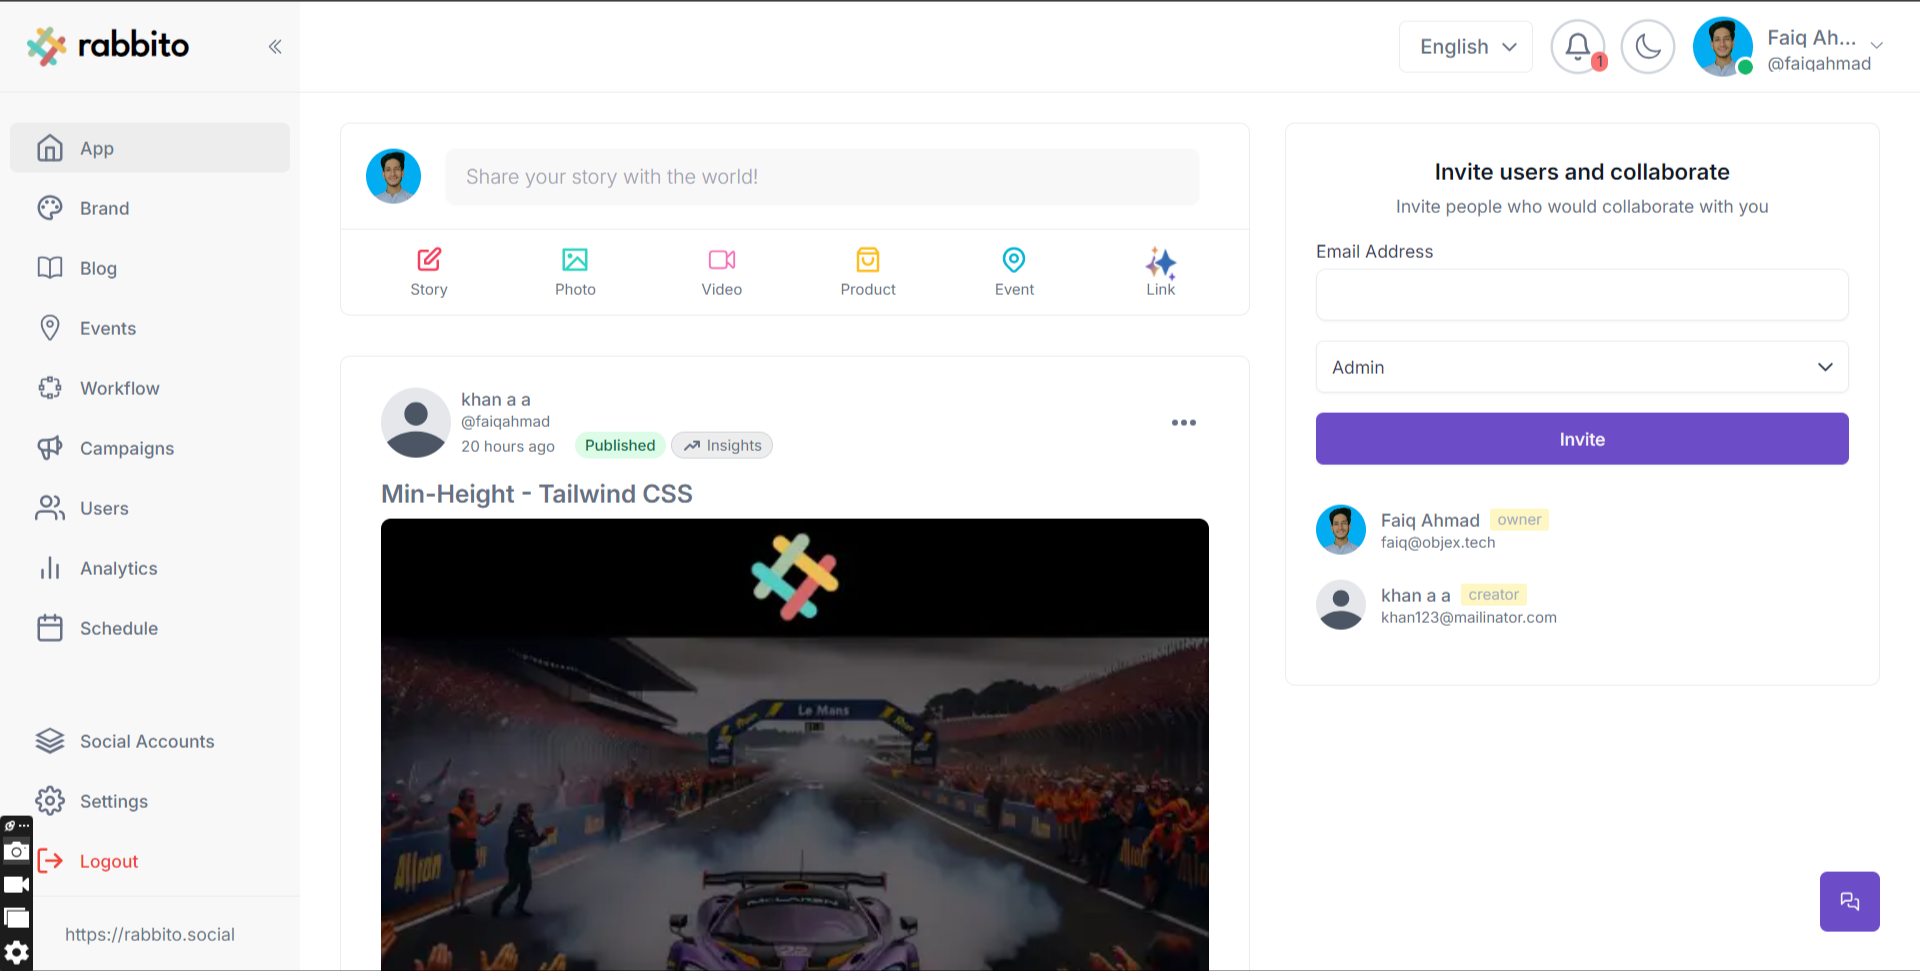 rabbito
English
1
Faiq Ah...
@faiqahmad
App
Brand
Blog
Events
Workflow
Campaigns
Users
Analytics
Schedule
Social Accounts
Settings
Logout
https://rabbito.social
Share your story with the world!
Story
Photo
Video
Product
Event
Link
khan a a
@faiqahmad
20 hours ago
Published
Insights
Min-Height - Tailwind CSS
Le Mans
McLAREN
Invite users and collaborate
Invite people who would collaborate with you
Email Address
Admin
Invite
Faiq Ahmad owner
faiq@objex.tech
khan a a creator
khan123@mailinator.com